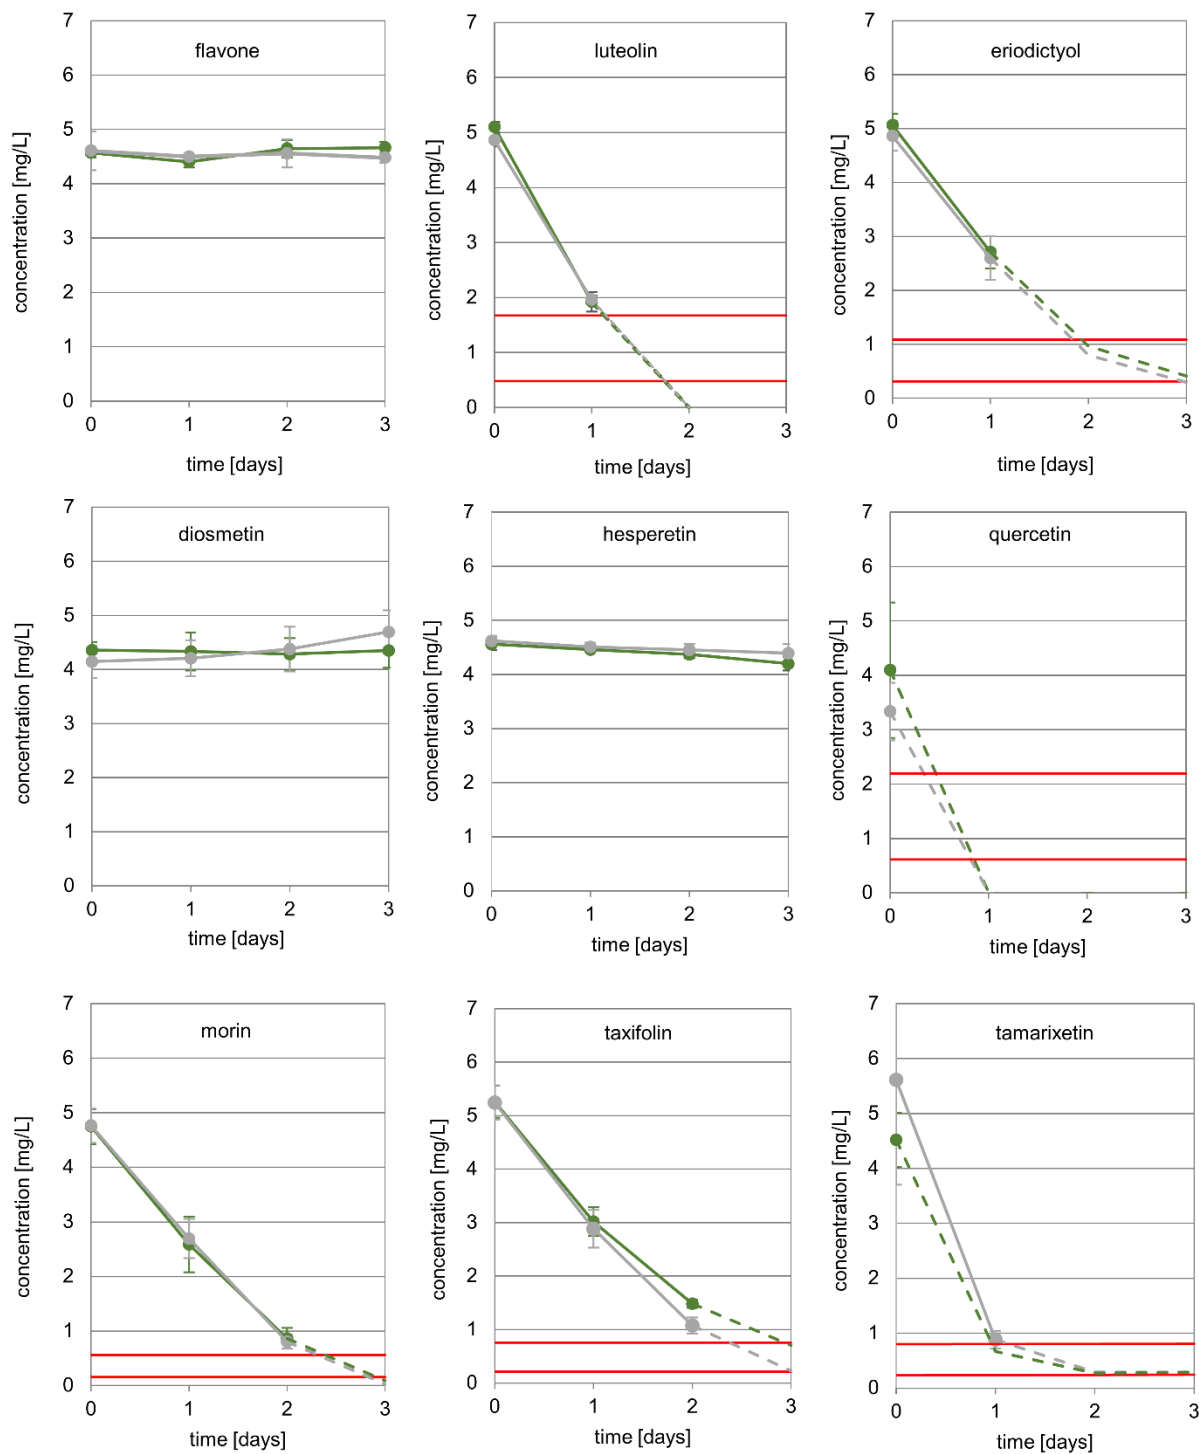 flavone
concentration [mg/L]
7
6
5
4
3
2
1
0
0 1 2 3
time [days]
luteolin
concentration [mg/L]
7
6
5
4
3
2
1
0
0 1 2 3
time [days]
eriodictyol
concentration [mg/L]
7
6
5
4
3
2
1
0
0 1 2 3
time [days]
diosmetin
concentration [mg/L]
7
6
5
4
3
2
1
0
0 1 2 3
time [days]
hesperetin
concentration [mg/L]
7
6
5
4
3
2
1
0
0 1 2 3
time [days]
quercetin
concentration [mg/L]
7
6
5
4
3
2
1
0
0 1 2 3
time [days]
morin
concentration [mg/L]
7
6
5
4
3
2
1
0
0 1 2 3
time [days]
taxifolin
concentration [mg/L]
7
6
5
4
3
2
1
0
0 1 2 3
time [days]
tamarixetin
concentration [mg/L]
7
6
5
4
3
2
1
0
0 1 2 3
time [days]